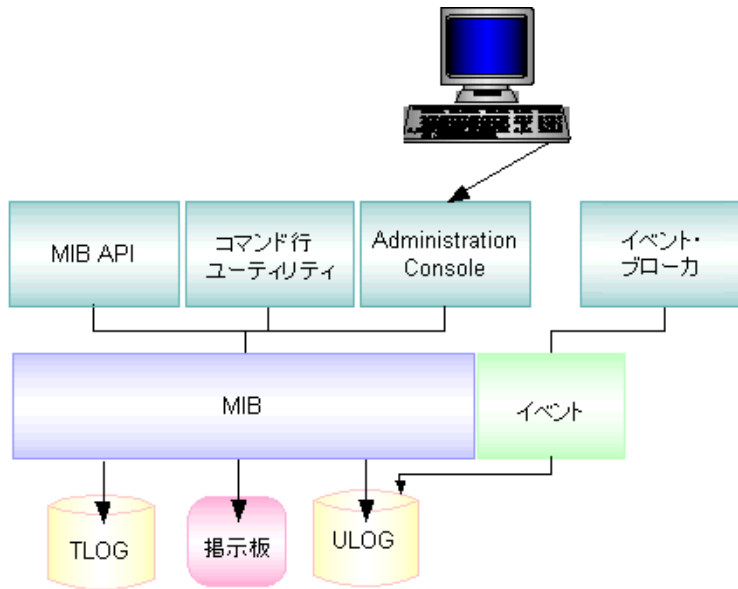 MIB API
コマンド行
ユーティリティ
Administration
Console
イベント・
ブローカ
MIB
イベント
TLOG
掲示板
ULOG